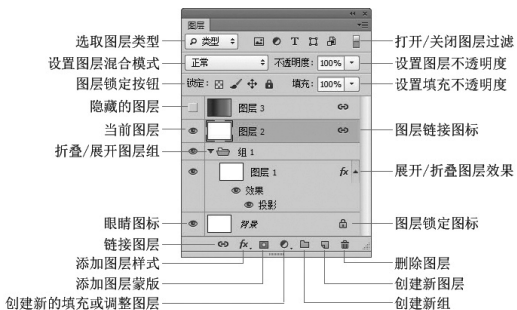 图层
选取图层类型 类型 T 打开/关闭图层过滤
设置图层混合模式 正常 不透明度: 100% 设置图层不透明度
图层锁定按钮 锁定: 填充: 100% 设置填充不透明度
隐藏的图层 图层 3
当前图层 图层 2 图层链接图标
折叠/展开图层组 组 1
图层 1 fx 展开/折叠图层效果
效果
投影
眼睛图标 背景 图层锁定图标
链接图层 fx. 删除图层
添加图层样式 创建新图层
添加图层蒙版 创建新组
创建新的填充或调整图层